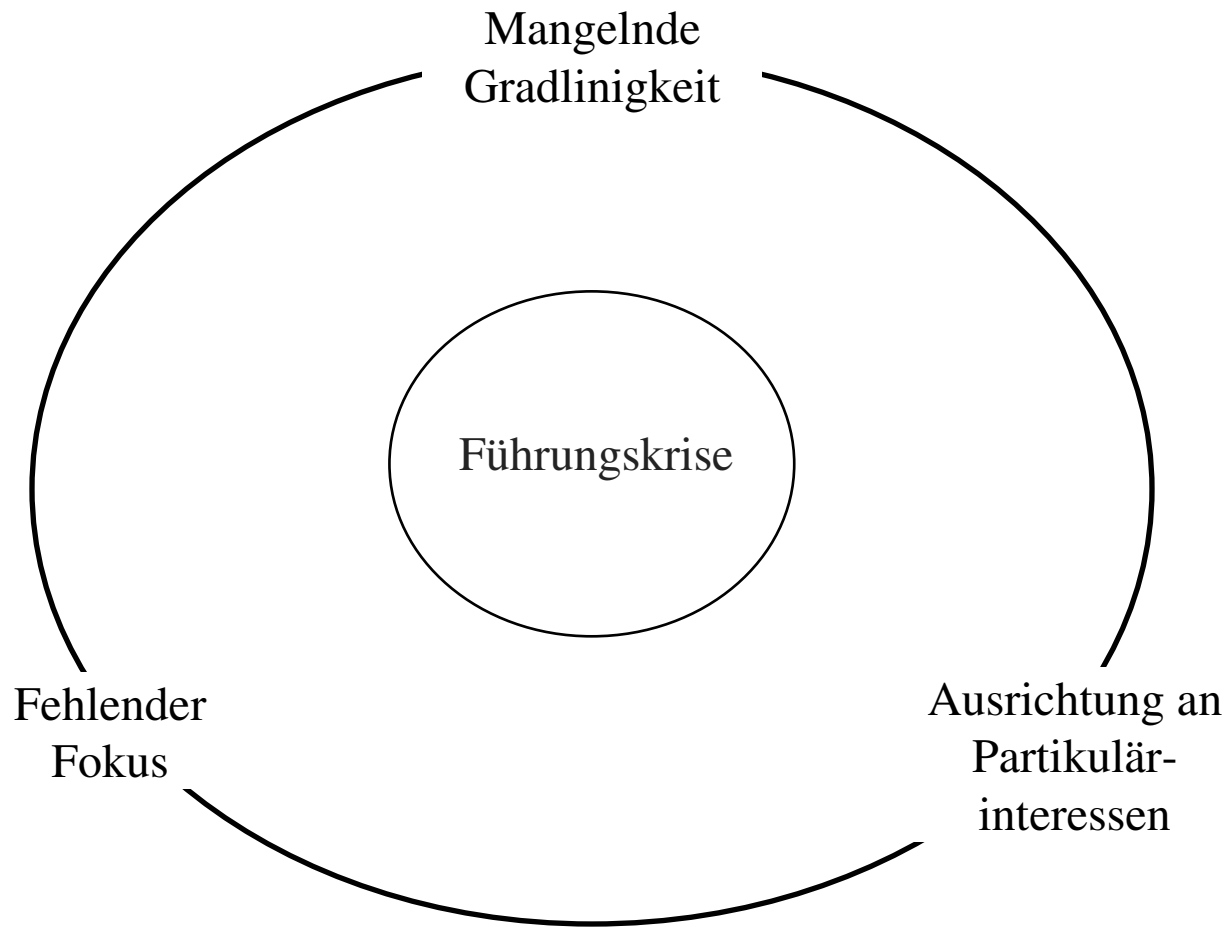 Mangelnde
Gradlinigkeit
Führungskrise
Fehlender
Fokus
Ausrichtung an
Partikulär-
interessen